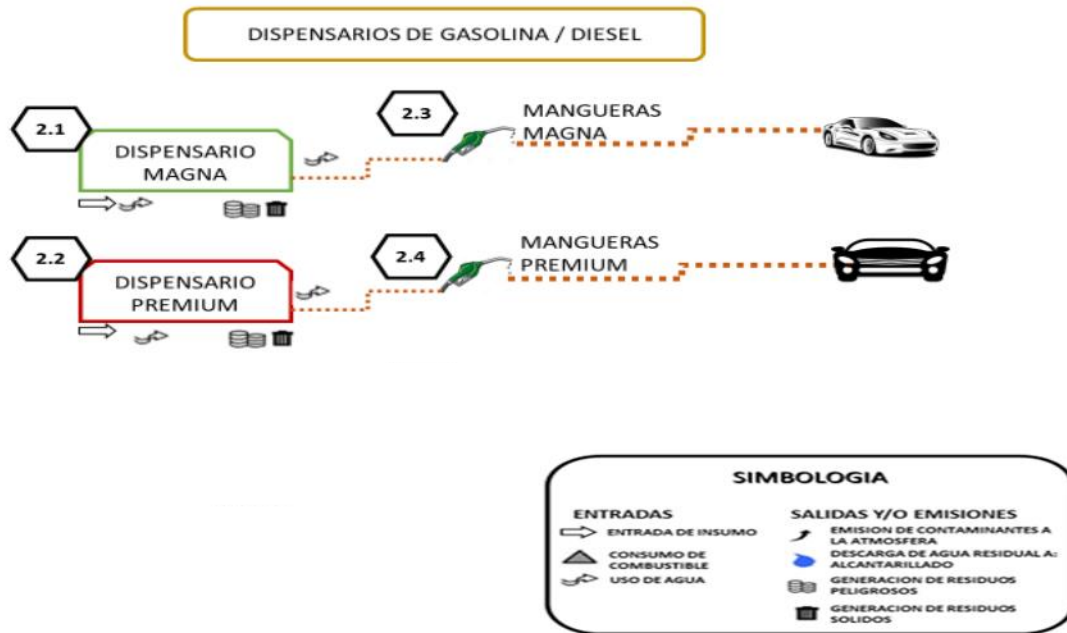 DISPENSARIOS DE GASOLINA / DIESEL
2.1
DISPENSARIO
MAGNA
2.3
MANGUERAS
MAGNA
2.2
DISPENSARIO
PREMIUM
2.4
MANGUERAS
PREMIUM
SIMBOLOGIA
ENTRADAS
ENTRADA DE INSUMO
CONSUMO DE
COMBUSTIBLE
USO DE AGUA
SALIDAS Y/O EMISIONES
EMISION DE CONTAMINANTES A
LA ATMOSFERA
DESCARGA DE AGUA RESIDUAL A:
ALCANTARILLADO
GENERACION DE RESIDUOS
PELIGROSOS
GENERACION DE RESIDUOS
SOLIDOS